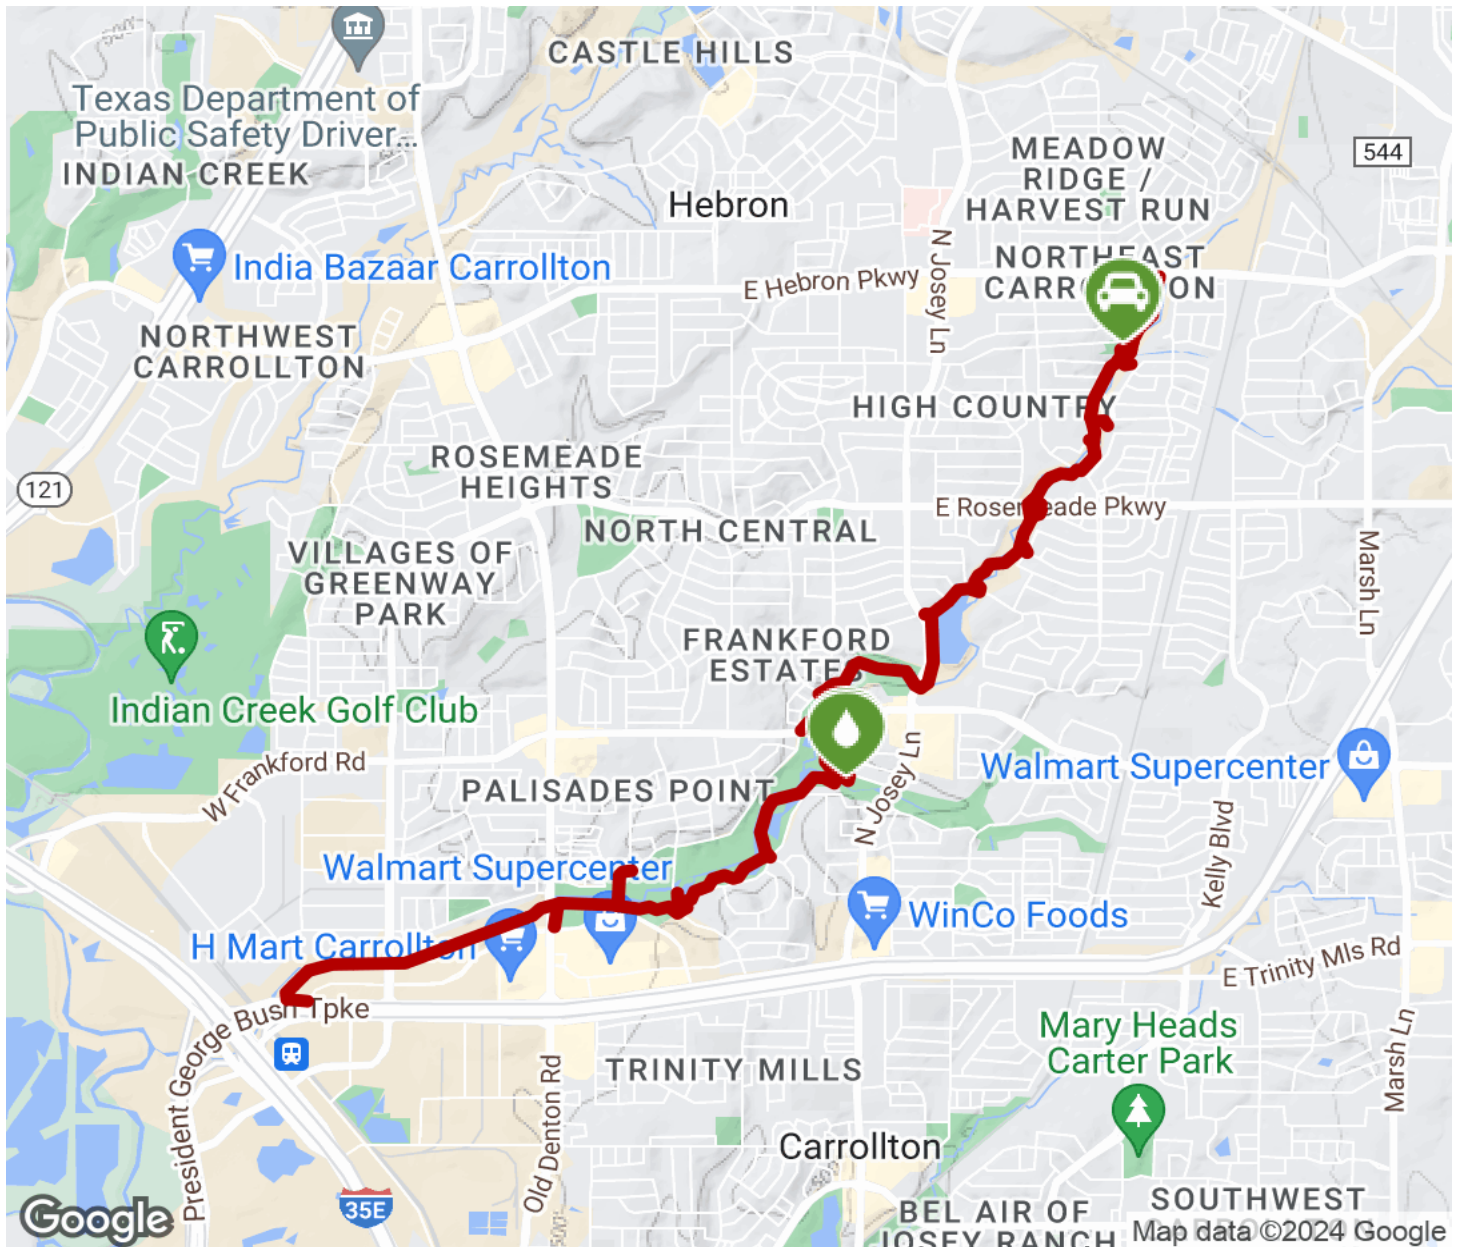 CASTLE HILLS
Texas Department of
Public Safety Driver...
INDIAN CREEK
MEADOW
RIDGE /
HARVEST RUN
544
Hebron
NORTHEAST
N Josey Ln
India Bazaar Carrollton
E Hebron Pkwy
NORTHWEST
CARROLLTON
HIGH COUNTRY
ROSEMEADE
HEIGHTS
121
NORTH CENTRAL
VILLAGES OF
GREENWAY
PARK
Marsh Ln
FRANKFORD
ESTATES
Indian Creek Golf Club
W Frankford Rd
N Josey Ln
Walmart Supercenter
PALISADES POINT
Kelly Blvd
Walmart Supercenter
WinCo Foods
H Mart Carrollton
E Trinity Mls Rd
President George Bush Tpke
Mary Heads
Carter Park
Marsh Ln
TRINITY MILLS
Old Denton Rd
Carrollton
35E
BEL AIR OF
JOSEY RANCH
SOUTHWEST
Google
Map data ©2024 Google